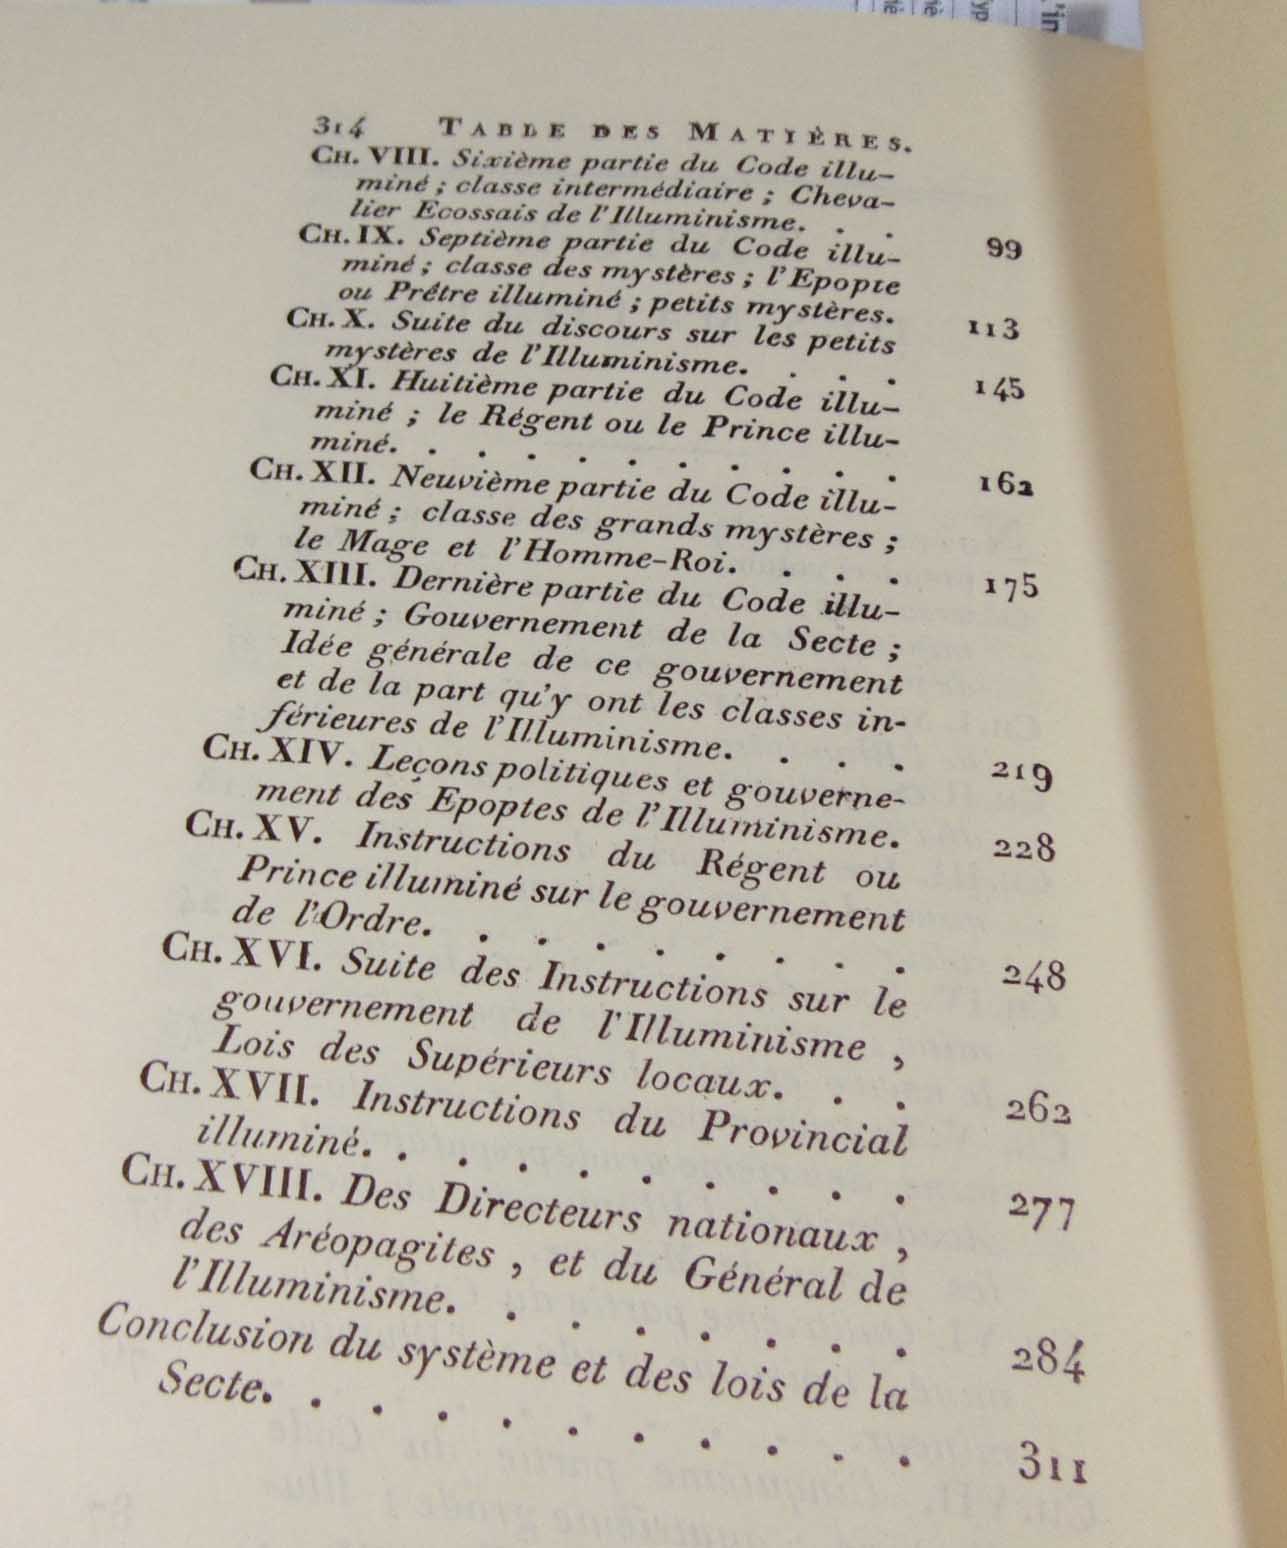 314 TABLE DES MATIÈRES.
CH. VIII. Sixième partie du Code illu-
miné ; classe intermédiaire ; Cheva-
lier Ecossais de l'Illuminisme. . . 99
CH. IX. Septième partie du Code illu-
miné ; classe des mystères ; l'Epopte
ou Prêtre illuminé ; petits mystères. 113
CH. X. Suite du discours sur les petits
mystères de l'Illuminisme. . . . 145
CH. XI. Huitième partie du Code illu-
miné ; le Régent ou le Prince illu-
miné. . . . . . . . . . . 162
CH. XII. Neuvième partie du Code illu-
miné ; classe des grands mystères ;
le Mage et l'Homme-Roi. . . . 175
CH. XIII. Dernière partie du Code illu-
miné ; Gouvernement de la Secte ;
Idée générale de ce gouvernement
et de la part qu'y ont les classes in-
férieures de l'Illuminisme. . . . 219
CH. XIV. Leçons politiques et gouverne-
ment des Epoptes de l'Illuminisme. 228
CH. XV. Instructions du Régent ou
Prince illuminé sur le gouvernement
de l'Ordre. . . . . . . . . 248
CH. XVI. Suite des Instructions sur le
gouvernement de l'Illuminisme ,
Lois des Supérieurs locaux. . . 262
CH. XVII. Instructions du Provincial
illuminé. . . . . . . . . . 277
CH. XVIII. Des Directeurs nationaux ,
des Aréopagites , et du Général de
l'Illuminisme. . . . . . . . 284
Conclusion du système et des lois de la
Secte. . . . . . . . . . . 311